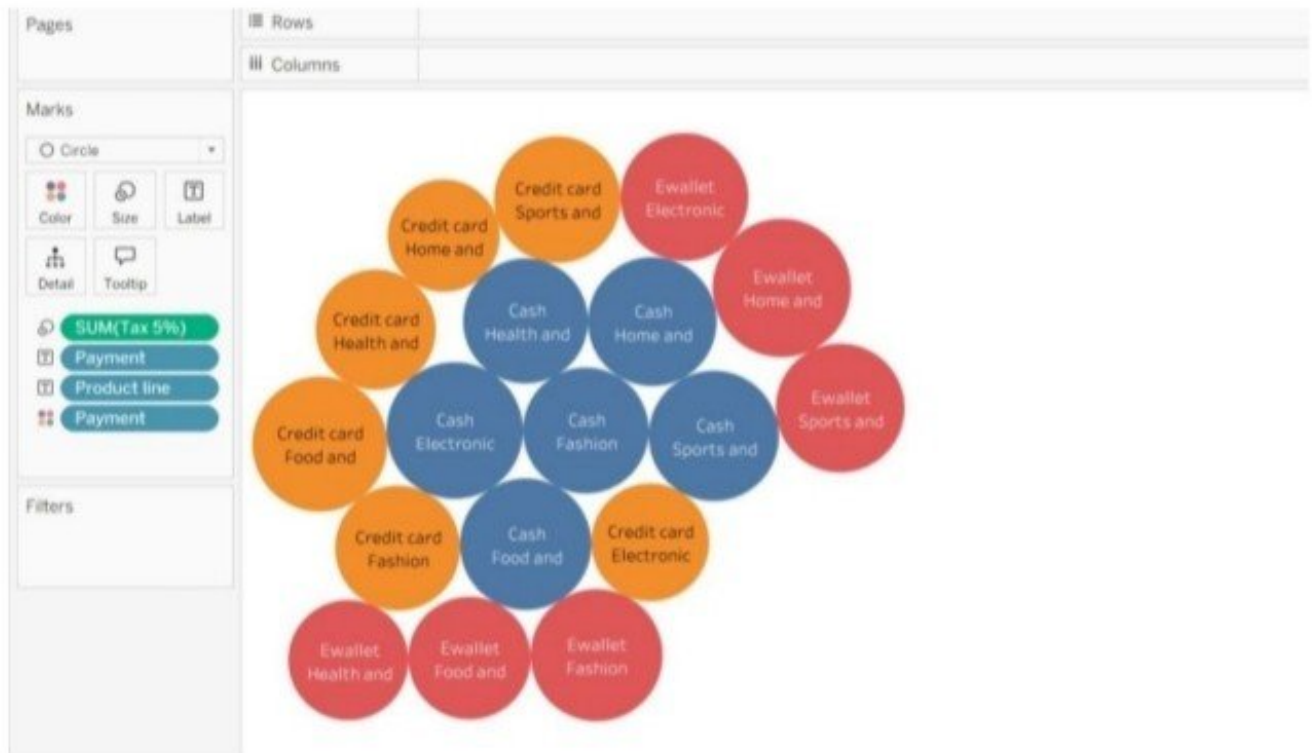 Pages
Rows
Columns
Marks
Circle
Color
Size
Label
Detail
Tooltip
SUM(Tax 5%)
Payment
Product line
Payment
Filters
Credit card
Sports and
Ewallet
Electronic
Credit card
Home and
Ewallet
Home and
Credit card
Health and
Cash
Health and
Cash
Home and
Ewallet
Sports and
Credit card
Food and
Cash
Electronic
Cash
Fashion
Cash
Sports and
Credit card
Fashion
Cash
Food and
Credit card
Electronic
Ewallet
Health and
Ewallet
Food and
Ewallet
Fashion